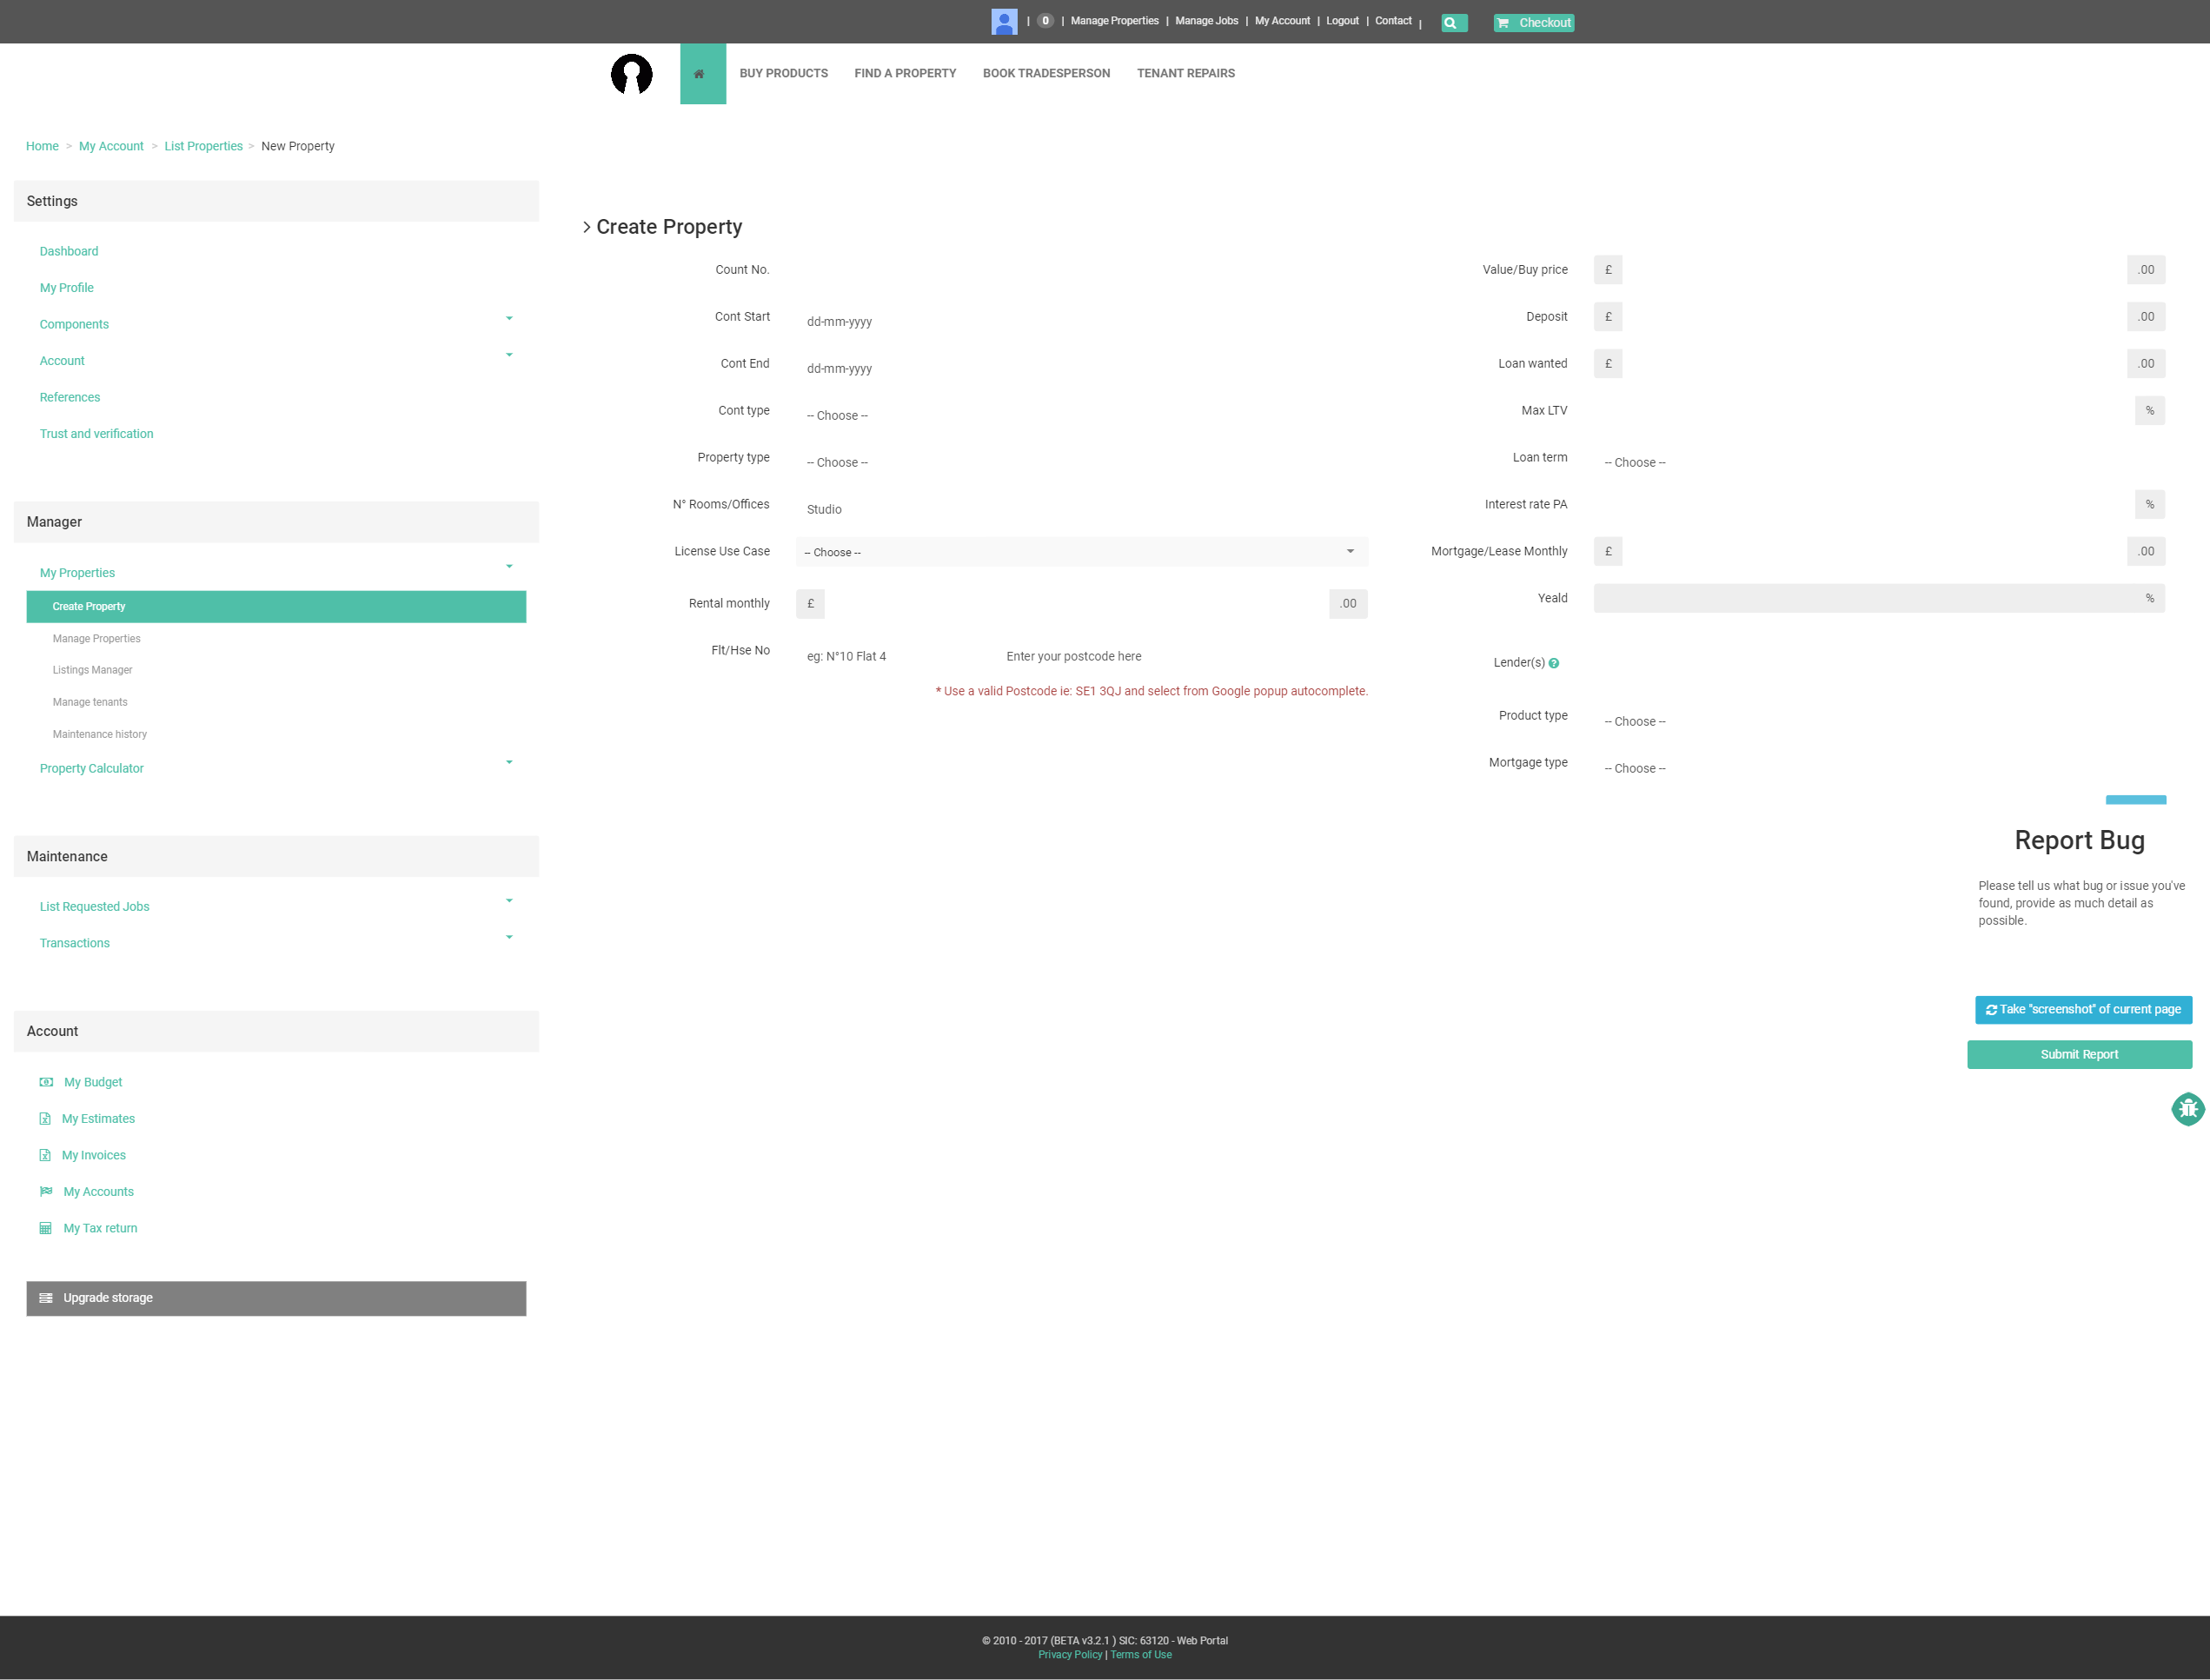 | 0 | Manage Properties | Manage Jobs | My Account | Logout | Contact | Checkout
BUY PRODUCTS FIND A PROPERTY BOOK TRADESPERSON TENANT REPAIRS
Home > My Account > List Properties > New Property
Settings
Dashboard
My Profile
Components
Account
References
Trust and verification
Manager
My Properties
Create Property
Manage Properties
Listings Manager
Manage tenants
Maintenance history
Property Calculator
Maintenance
List Requested Jobs
Transactions
Account
My Budget
My Estimates
My Invoices
My Accounts
My Tax return
Upgrade storage
Create Property
Count No.
Cont Start dd-mm-yyyy
Cont End dd-mm-yyyy
Cont type -- Choose --
Property type -- Choose --
N° Rooms/Offices Studio
License Use Case -- Choose --
Rental monthly £ .00
Flt/Hse No eg: N°10 Flat 4 Enter your postcode here
* Use a valid Postcode ie: SE1 3QJ and select from Google popup autocomplete.
Value/Buy price £ .00
Deposit £ .00
Loan wanted £ .00
Max LTV %
Loan term -- Choose --
Interest rate PA %
Mortgage/Lease Monthly £ .00
Yeald %
Lender(s) ?
Product type -- Choose --
Mortgage type -- Choose --
Report Bug
Please tell us what bug or issue you've
found, provide as much detail as
possible.
Take "screenshot" of current page
Submit Report
© 2010 - 2017 (BETA v3.2.1 ) SIC: 63120 - Web Portal
Privacy Policy | Terms of Use